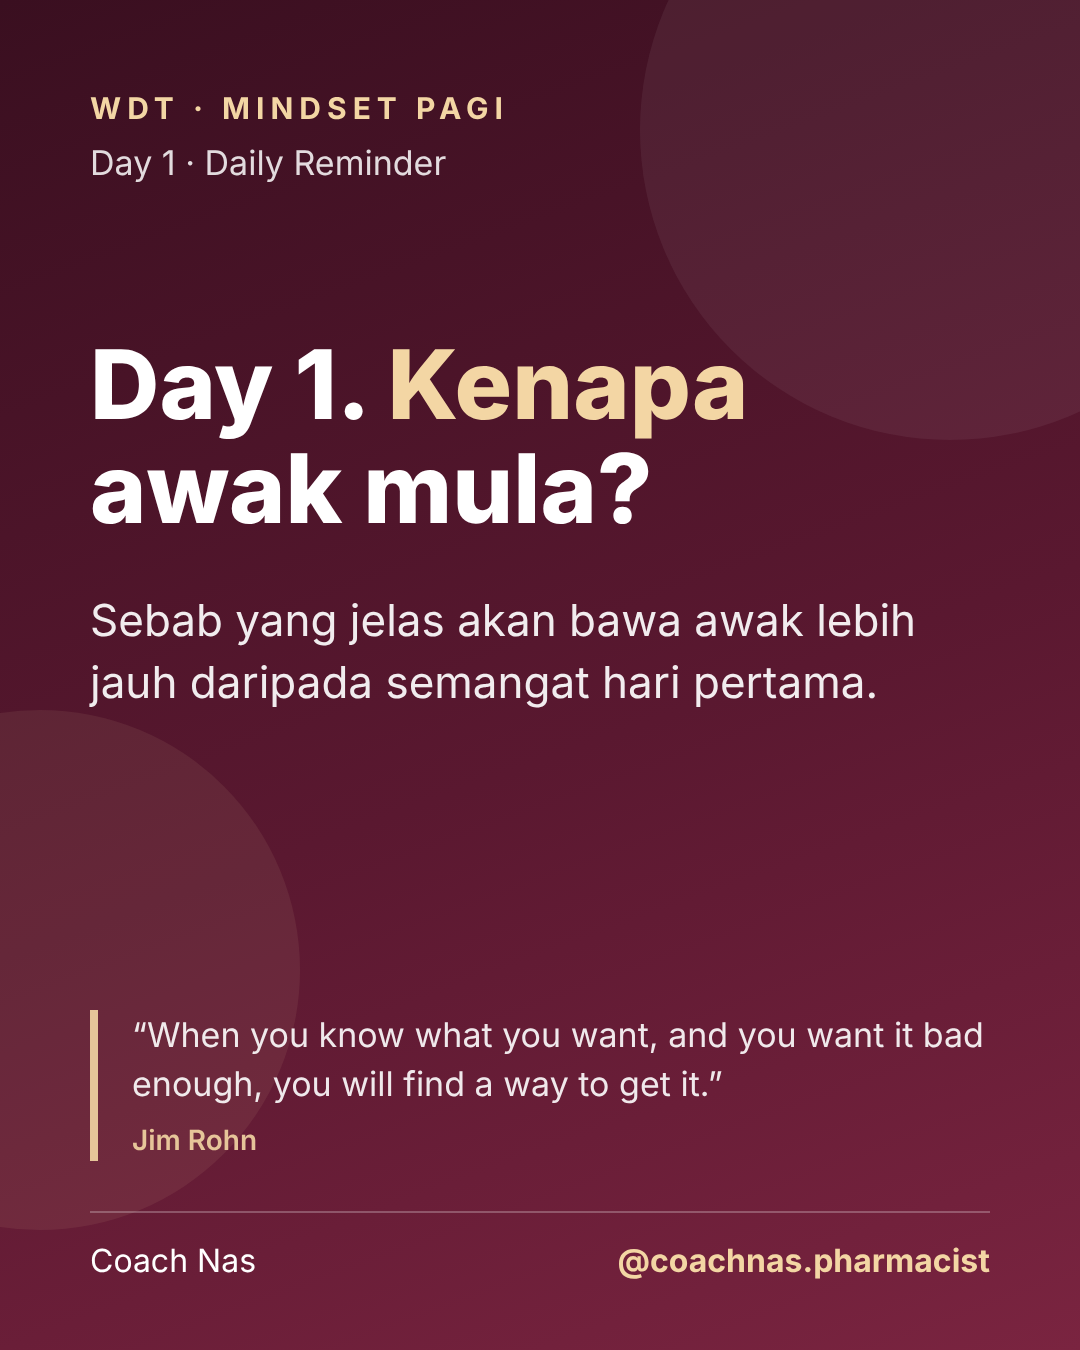 WDT · MINDSET PAGI
Day 1 · Daily Reminder
Day 1. Kenapa
awak mula?
Sebab yang jelas akan bawa awak lebih
jauh daripada semangat hari pertama.
“When you know what you want, and you want it bad
enough, you will find a way to get it.”
Jim Rohn
Coach Nas
@coachnas.pharmacist